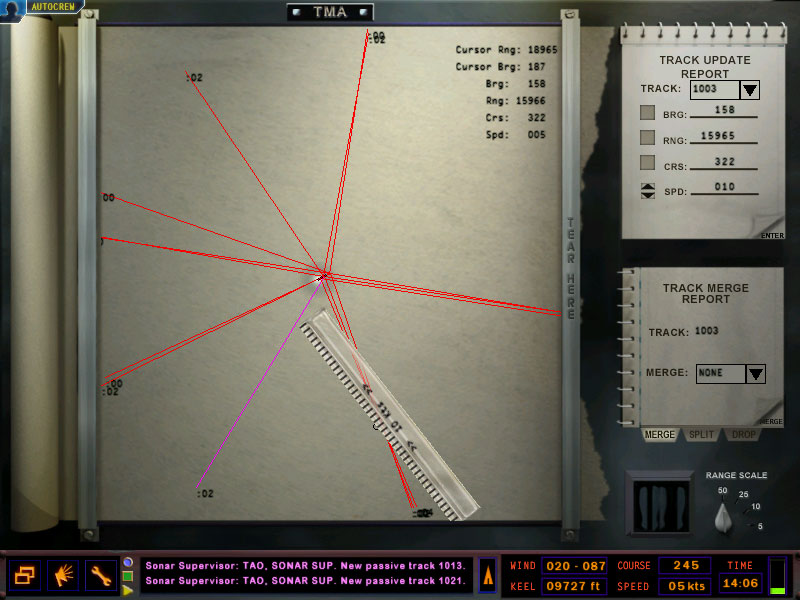 AUTOCREW
TMA
:02
:02
Cursor Rng: 18965
Cursor Brg: 187
Brg: 158
Rng: 15966
Crs: 322
Spd: 005
:02
TEAR HERE
10 KTS
TRACK UPDATE
REPORT
TRACK: 1003
BRG: 158
RNG: 15965
CRS: 322
SPD: 010
ENTER
TRACK MERGE
REPORT
TRACK: 1003
MERGE: NONE
MERGE
MERGE SPLIT DROP
RANGE SCALE
50 25 10 5
Sonar Supervisor: TAO, SONAR SUP. New passive track 1013.
Sonar Supervisor: TAO, SONAR SUP. New passive track 1021.
WIND 020 - 087 COURSE 245 TIME
KEEL 09727 ft SPEED 05 kts 14:06